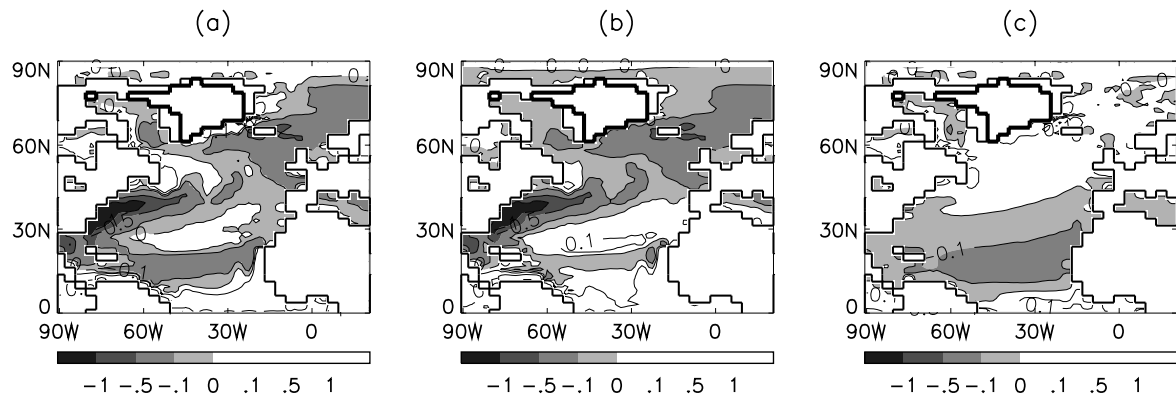 (a) (b) (c)
90N 90N 90N
60N 60N 60N
30N 30N 30N
0 0 0
90W 60W 30W 0 90W 60W 30W 0 90W 60W 30W 0
-1 -.5 -.1 0 .1 .5 1 -1 -.5 -.1 0 .1 .5 1 -1 -.5 -.1 0 .1 .5 1